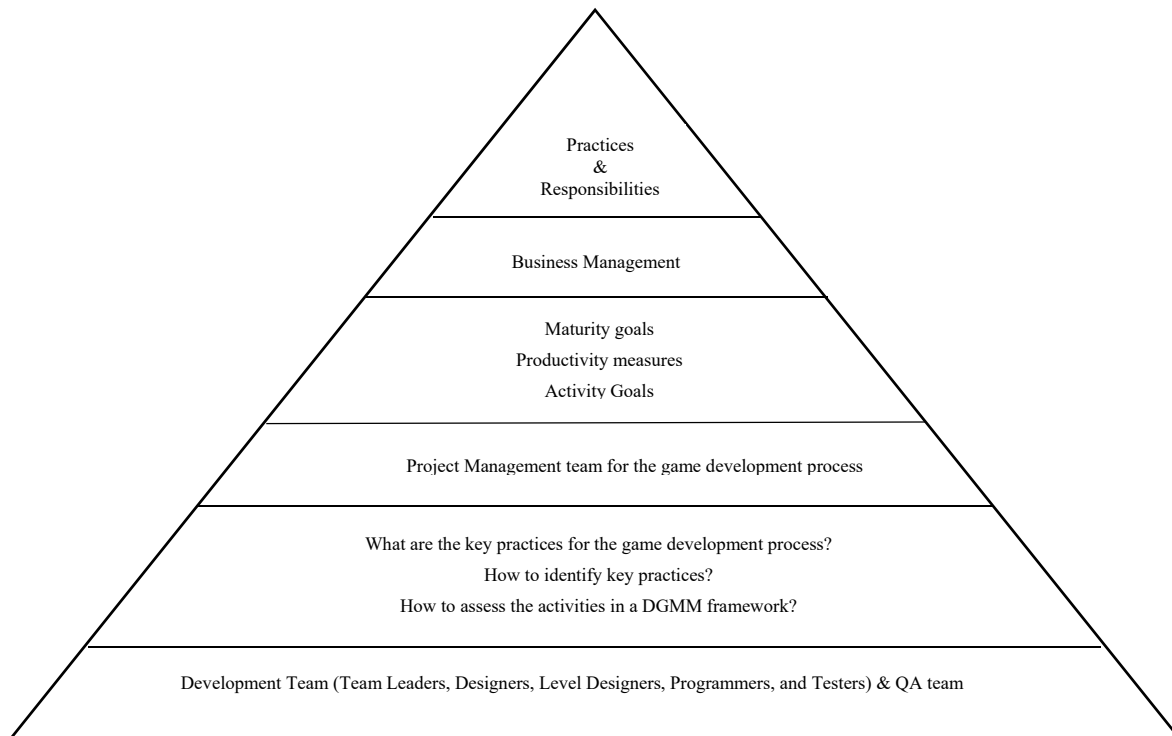 Practices
&
Responsibilities
Business Management
Maturity goals
Productivity measures
Activity Goals
Project Management team for the game development process
What are the key practices for the game development process?
How to identify key practices?
How to assess the activities in a DGMM framework?
Development Team (Team Leaders, Designers, Level Designers, Programmers, and Testers) & QA team